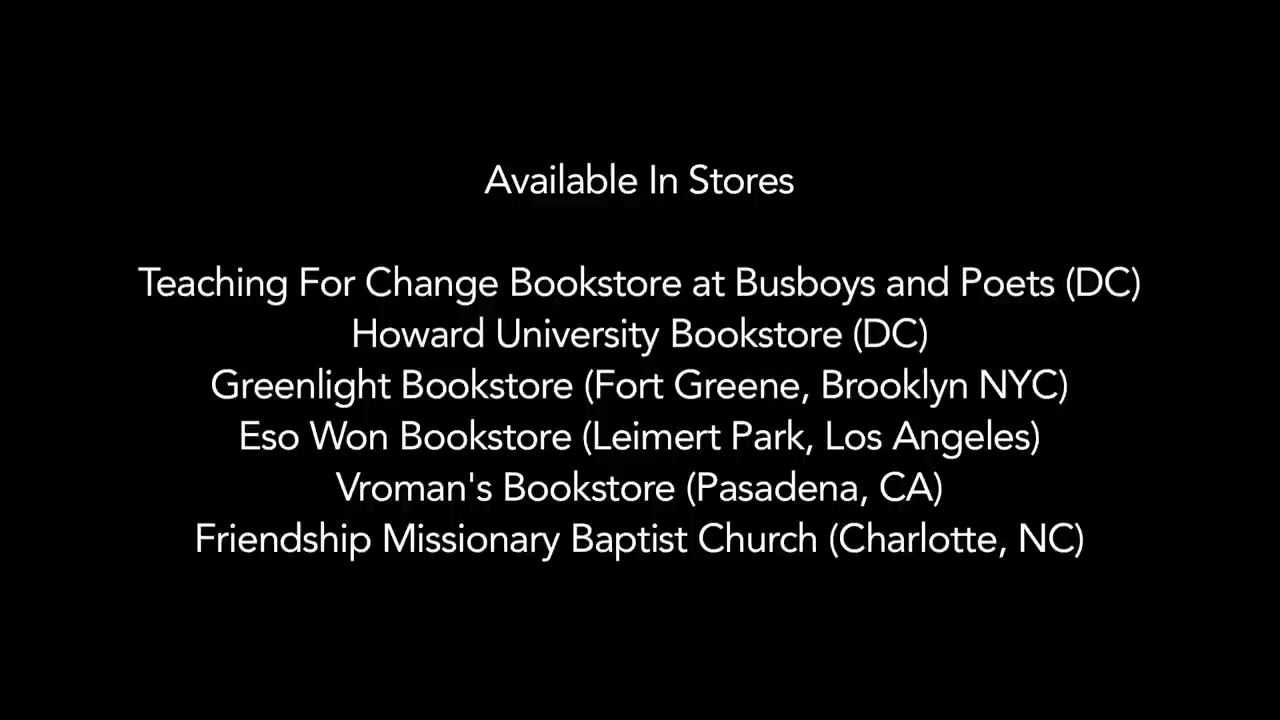 Available In Stores
Teaching For Change Bookstore at Busboys and Poets (DC)
Howard University Bookstore (DC)
Greenlight Bookstore (Fort Greene, Brooklyn NYC)
Eso Won Bookstore (Leimert Park, Los Angeles)
Vroman's Bookstore (Pasadena, CA)
Friendship Missionary Baptist Church (Charlotte, NC)